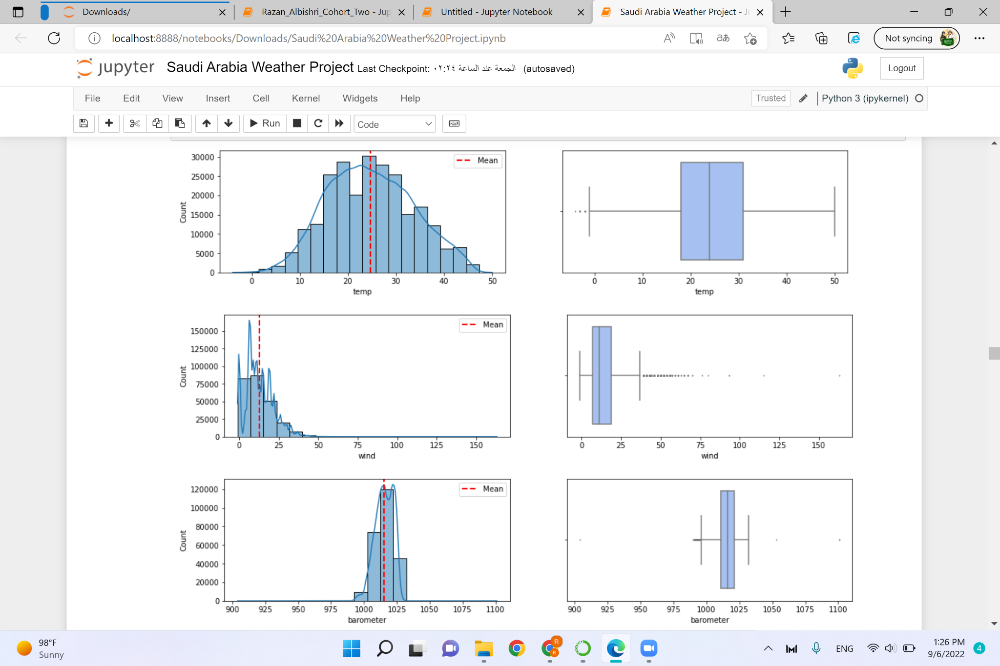 Downloads/
Razan_Albishri_Cohort_Two - Jup
Untitled - Jupyter Notebook
Saudi Arabia Weather Project - Ju
localhost:8888/notebooks/Downloads/Saudi%20Arabia%20Weather%20Project.ipynb
Not syncing
jupyter Saudi Arabia Weather Project Last Checkpoint: الجمعة عند الساعة ٠٢:٢٤ (autosaved)
Logout
File Edit View Insert Cell Kernel Widgets Help
Trusted
Python 3 (ipykernel)
Run
Code
30000
25000
20000
15000
10000
5000
0
Count
Mean
0 10 20 30 40 50
temp
0 10 20 30 40 50
temp
150000
125000
100000
75000
50000
25000
0
Count
Mean
0 25 50 75 100 125 150
wind
0 25 50 75 100 125 150
wind
120000
100000
80000
60000
40000
20000
0
Count
Mean
900 925 950 975 1000 1025 1050 1075 1100
barometer
900 925 950 975 1000 1025 1050 1075 1100
barometer
98°F
Sunny
ENG
1:26 PM
9/6/2022
4